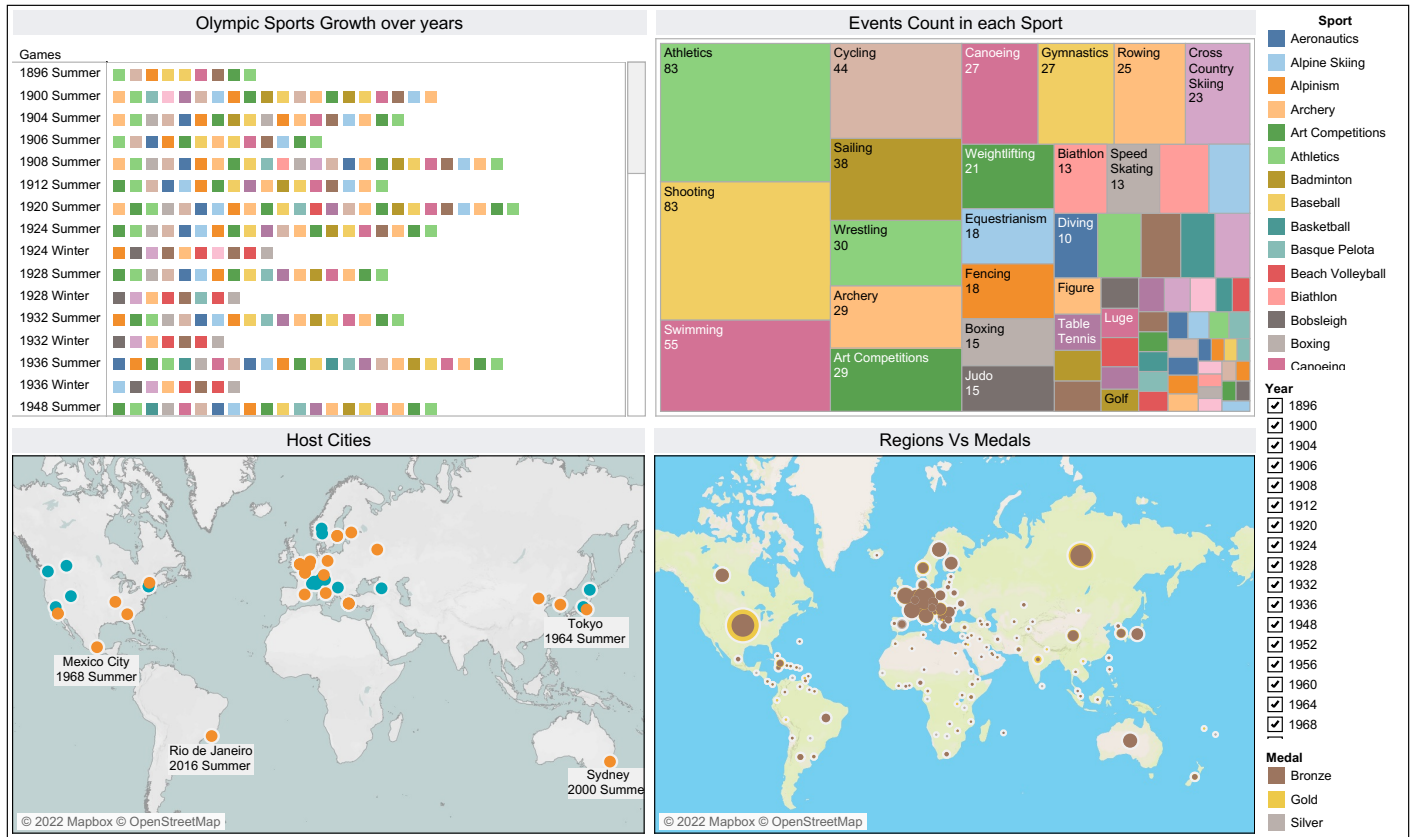 Olympic Sports Growth over years
Games
1896 Summer
1900 Summer
1904 Summer
1906 Summer
1908 Summer
1912 Summer
1920 Summer
1924 Summer
1924 Winter
1928 Summer
1928 Winter
1932 Summer
1932 Winter
1936 Summer
1936 Winter
1948 Summer
Events Count in each Sport
Athletics
83
Shooting
83
Swimming
55
Cycling
44
Sailing
38
Wrestling
30
Archery
29
Art Competitions
29
Canoeing
27
Gymnastics
27
Rowing
25
Cross
Country
Skiing
23
Weightlifting
21
Equestrianism
18
Fencing
18
Boxing
15
Judo
15
Biathlon
13
Speed
Skating
13
Diving
10
Figure
Table
Tennis
Luge
Golf
Sport
Aeronautics
Alpine Skiing
Alpinism
Archery
Art Competitions
Athletics
Badminton
Baseball
Basketball
Basque Pelota
Beach Volleyball
Biathlon
Bobsleigh
Boxing
Canoeing
Year
1896
1900
1904
1906
1908
1912
1920
1924
1928
1932
1936
1948
1952
1956
1960
1964
1968
Medal
Bronze
Gold
Silver
Host Cities
Tokyo
1964 Summer
Mexico City
1968 Summer
Rio de Janeiro
2016 Summer
Sydney
2000 Summe
© 2022 Mapbox © OpenStreetMap
Regions Vs Medals
© 2022 Mapbox © OpenStreetMap